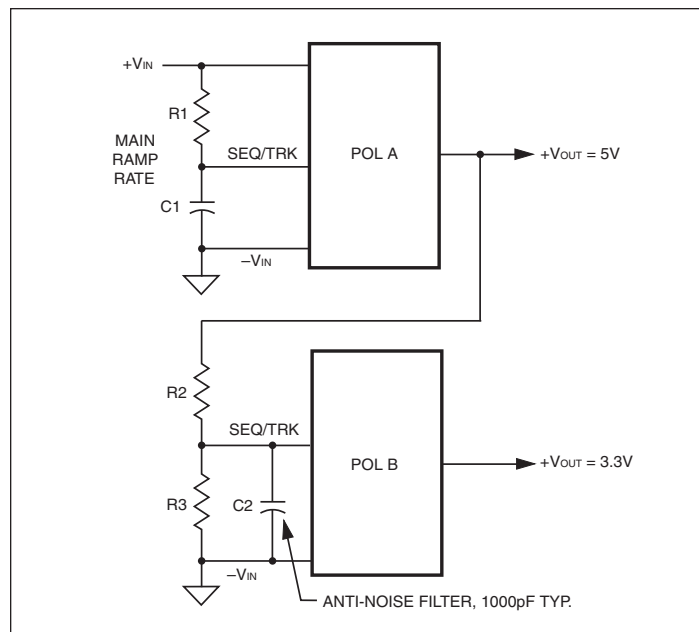 +VIN
R1
MAIN
RAMP
RATE
SEQ/TRK
POL A
+VOUT = 5V
C1
–VIN
R2
SEQ/TRK
POL B
+VOUT = 3.3V
R3
C2
–VIN
ANTI-NOISE FILTER, 1000pF TYP.